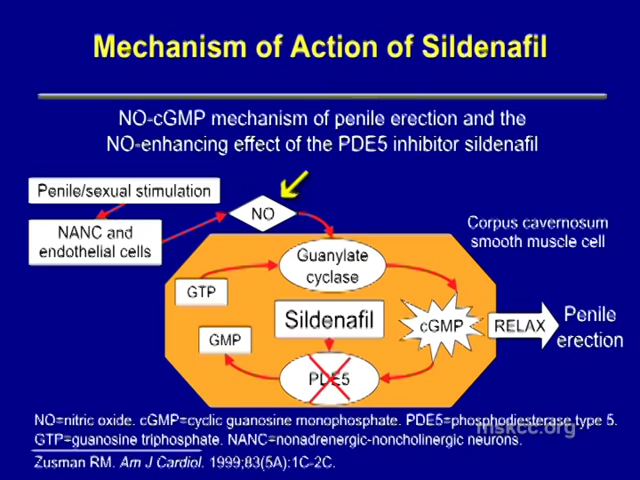 Mechanism of Action of Sildenafil
NO-cGMP mechanism of penile erection and the
NO-enhancing effect of the PDE5 inhibitor sildenafil
Penile/sexual stimulation
NANC and
endothelial cells
NO
Corpus cavernosum
smooth muscle cell
Guanylate
cyclase
GTP
Sildenafil
cGMP
RELAX
Penile
erection
GMP
PDE5
NO=nitric oxide. cGMP=cyclic guanosine monophosphate. PDE5=phosphodiesterase type 5.
GTP=guanosine triphosphate. NANC=nonadrenergic-noncholinergic neurons.
mskcc.org
Zusman RM. Am J Cardiol. 1999;83(5A):1C-2C.